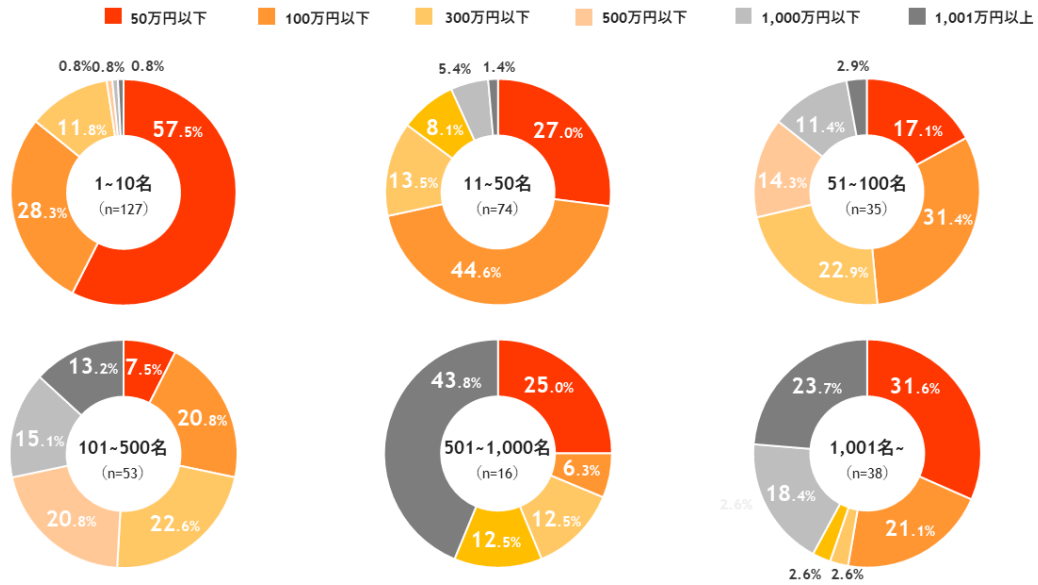 50万円以下 100万円以下 300万円以下 500万円以下 1,000万円以下 1,001万円以上
0.8% 0.8% 0.8%
11.8% 57.5%
1~10名
（n=127）
28.3%
5.4% 1.4%
8.1% 27.0%
13.5%
11~50名
（n=74）
44.6%
2.9%
11.4% 17.1%
14.3%
51~100名
（n=35）
31.4%
22.9%
13.2% 7.5%
20.8%
15.1%
101~500名
（n=53）
20.8% 22.6%
43.8% 25.0%
501~1,000名
（n=16）
6.3%
12.5% 12.5%
23.7% 31.6%
1,001名~
（n=38）
18.4%
2.6%
21.1%
2.6% 2.6%